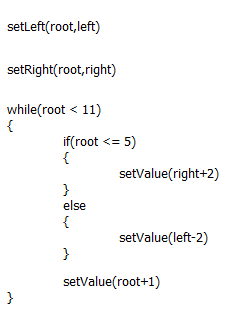 setLeft(root,left)
setRight(root,right)
while(root < 11)
{
if(root <= 5)
{
setValue(right+2)
}
else
{
setValue(left-2)
}
setValue(root+1)
}